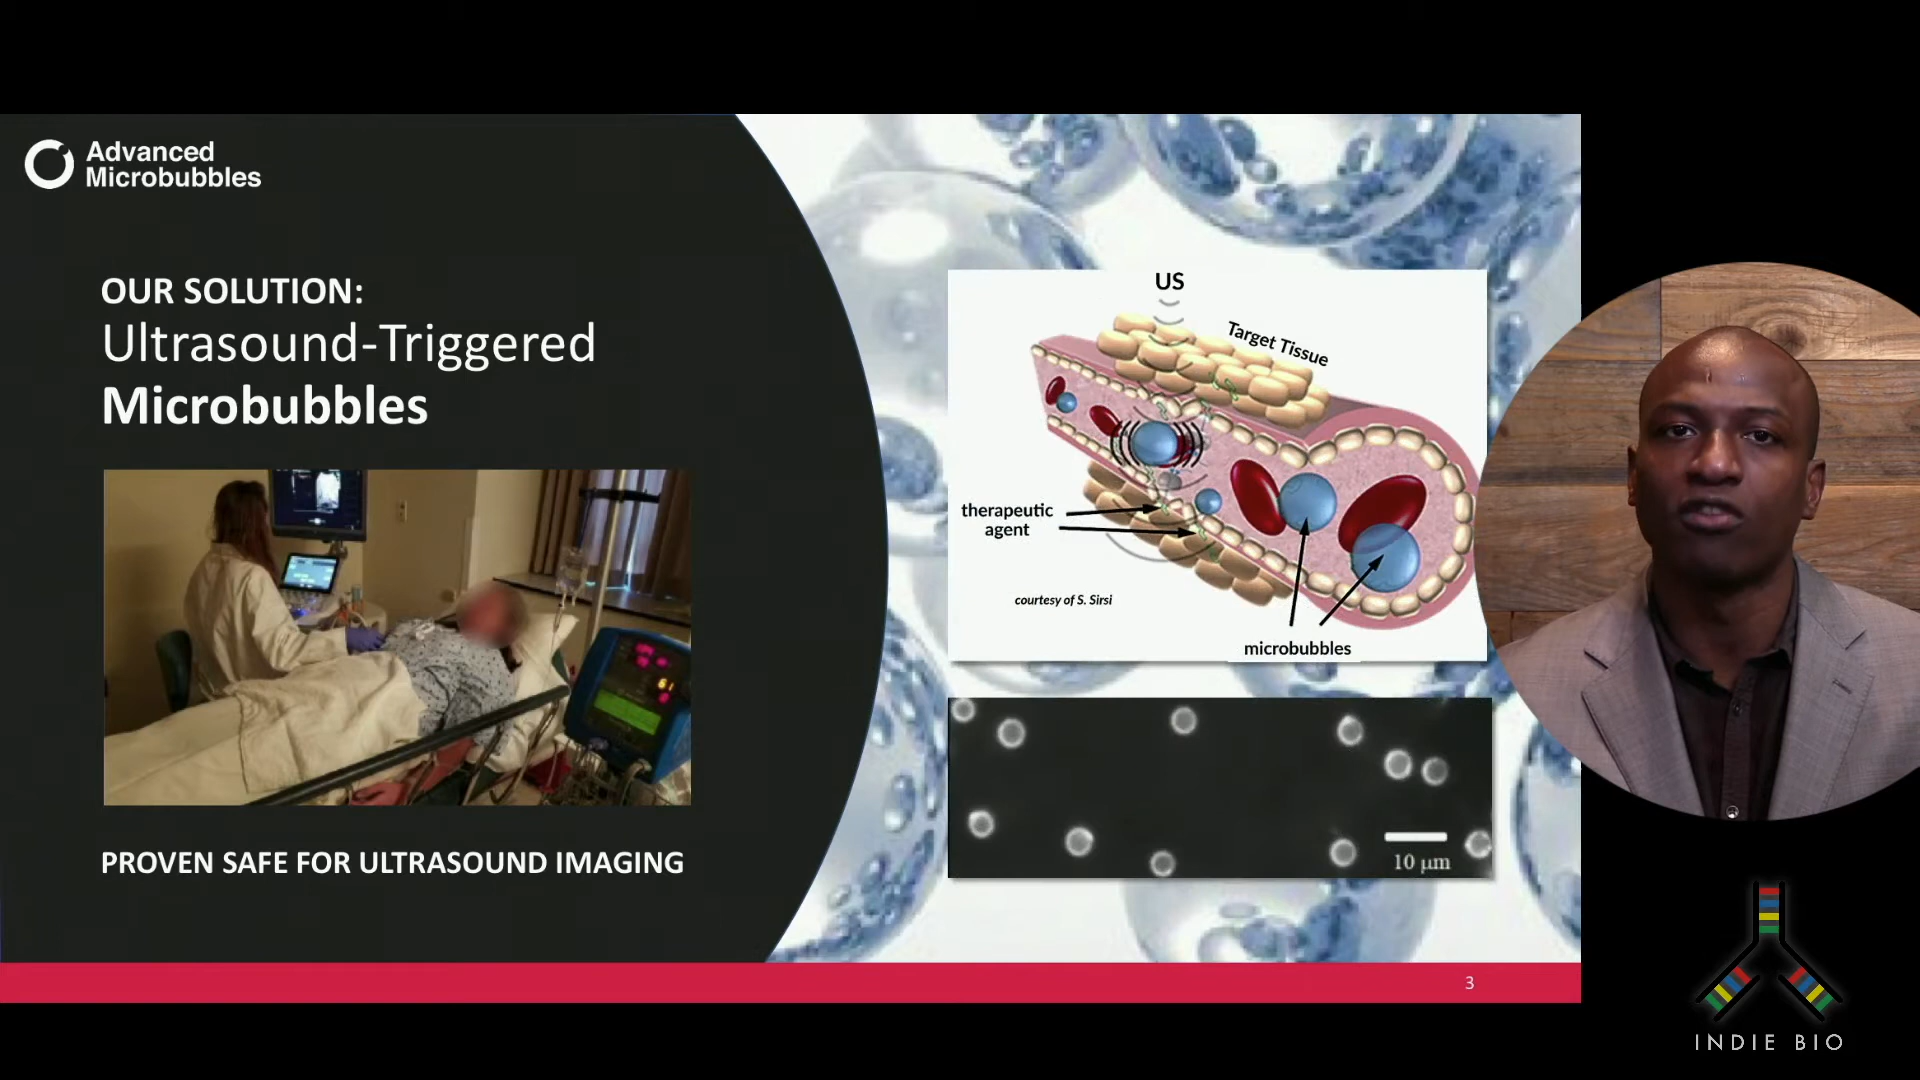 Advanced
Microbubbles
OUR SOLUTION:
Ultrasound-Triggered
Microbubbles
PROVEN SAFE FOR ULTRASOUND IMAGING
US
Target Tissue
therapeutic
agent
courtesy of S. Sirsi
microbubbles
10 μm
3
INDIE BIO